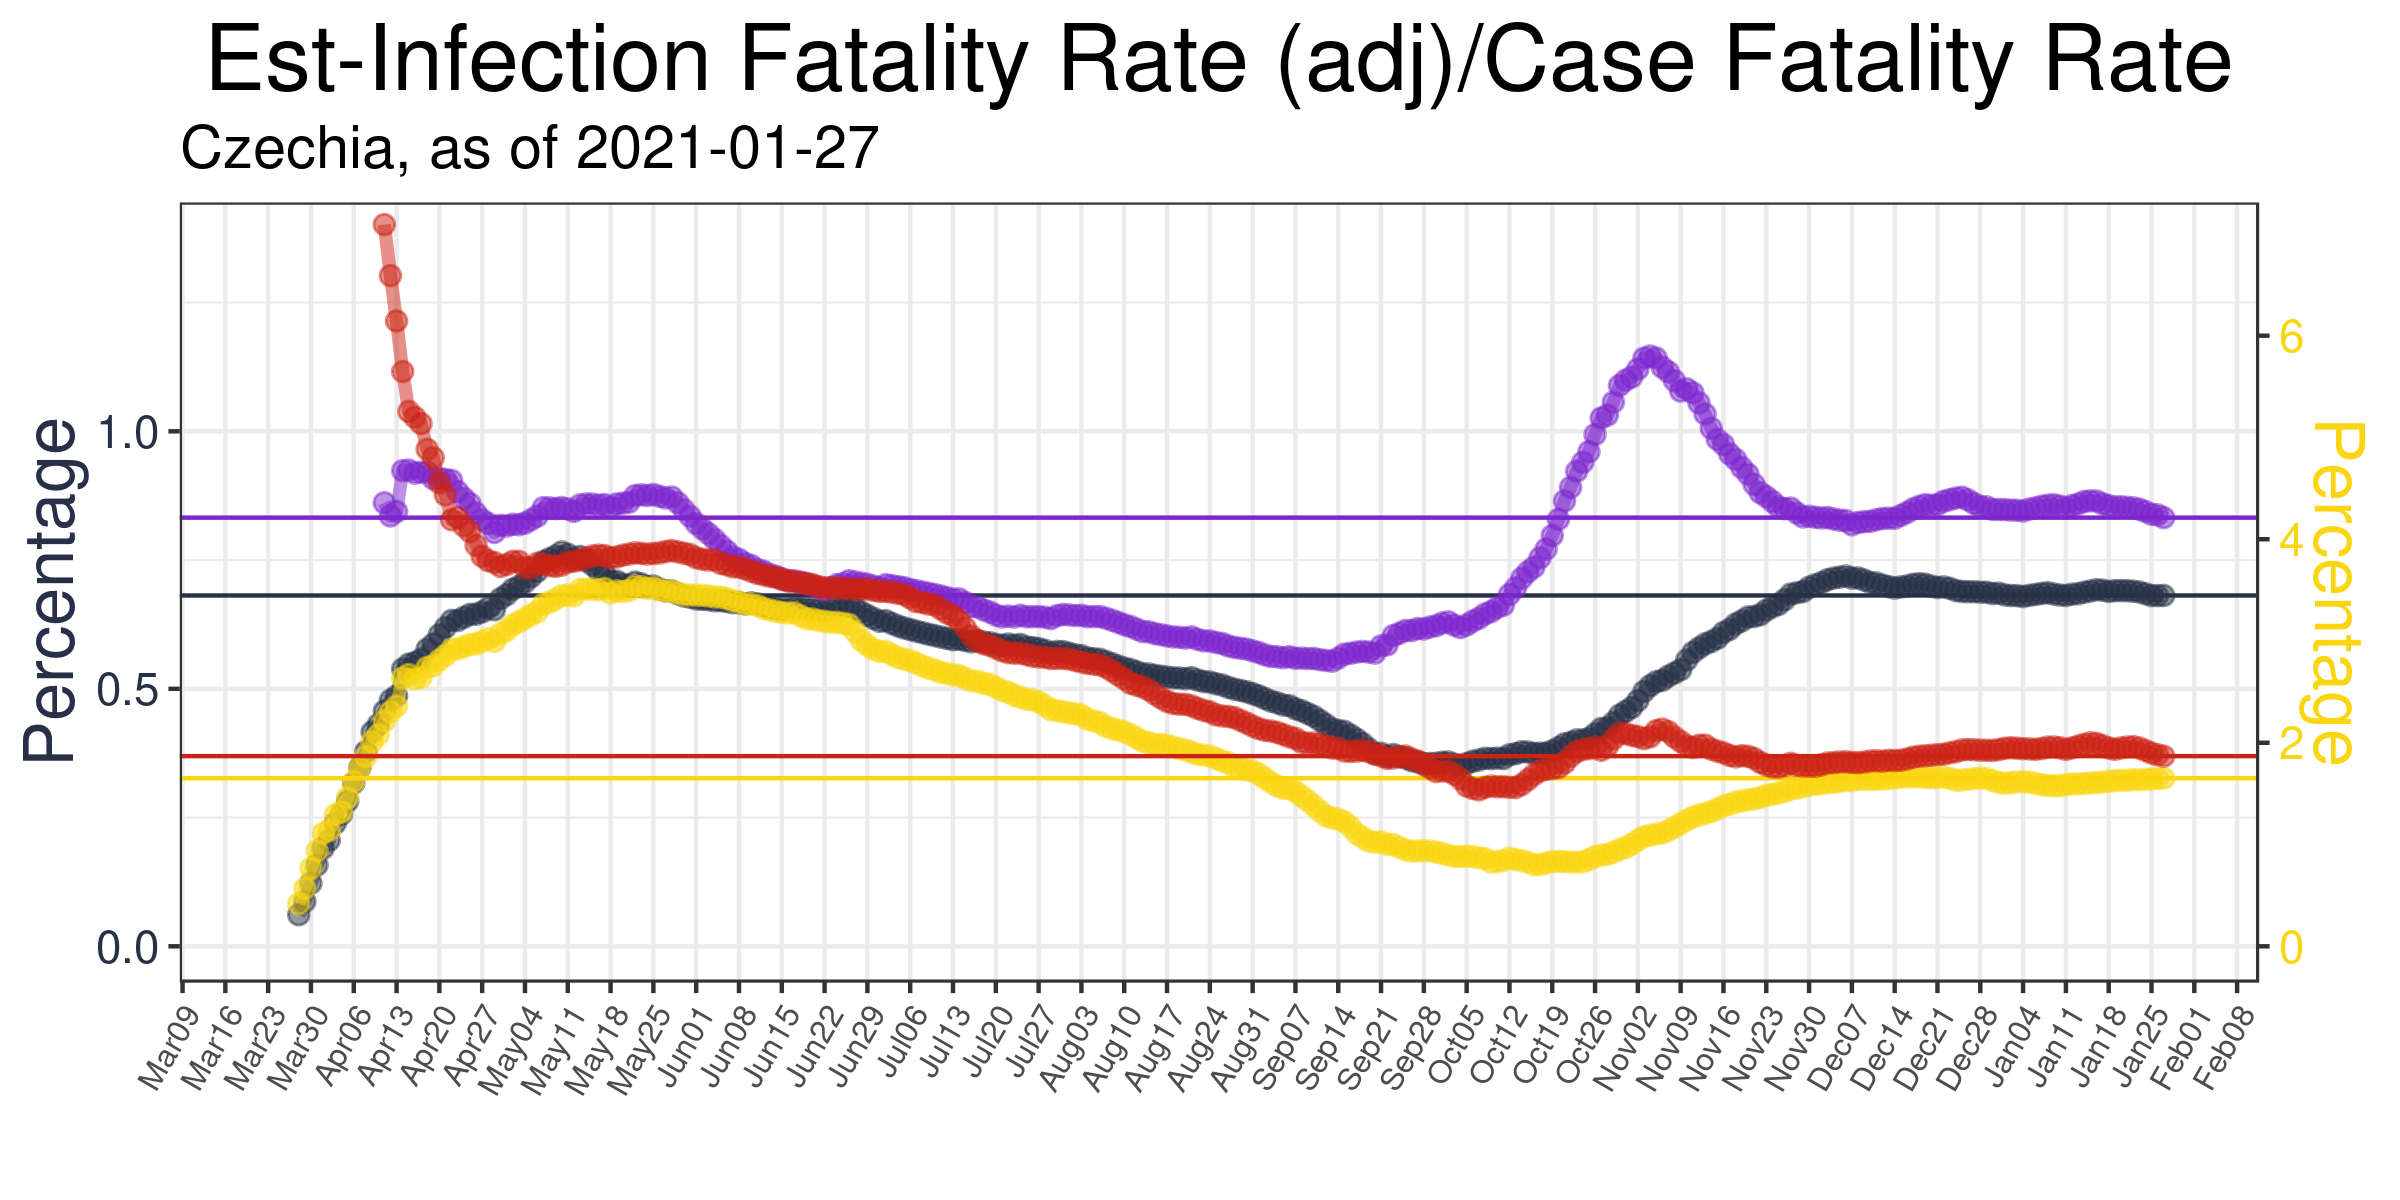 Est-Infection Fatality Rate (adj)/Case Fatality Rate
Czechia, as of 2021-01-27
Percentage
1.0
0.5
0.0
6
4
2
0
Percentage
Mar09 Mar16 Mar23 Mar30 Apr06 Apr13 Apr20 Apr27 May04 May11 May18 May25 Jun01 Jun08 Jun15 Jun22 Jun29 Jul06 Jul13 Jul20 Jul27 Aug03 Aug10 Aug17 Aug24 Aug31 Sep07 Sep14 Sep21 Sep28 Oct05 Oct12 Oct19 Oct26 Nov02 Nov09 Nov16 Nov23 Nov30 Dec07 Dec14 Dec21 Dec28 Jan04 Jan11 Jan18 Jan25 Feb01 Feb08